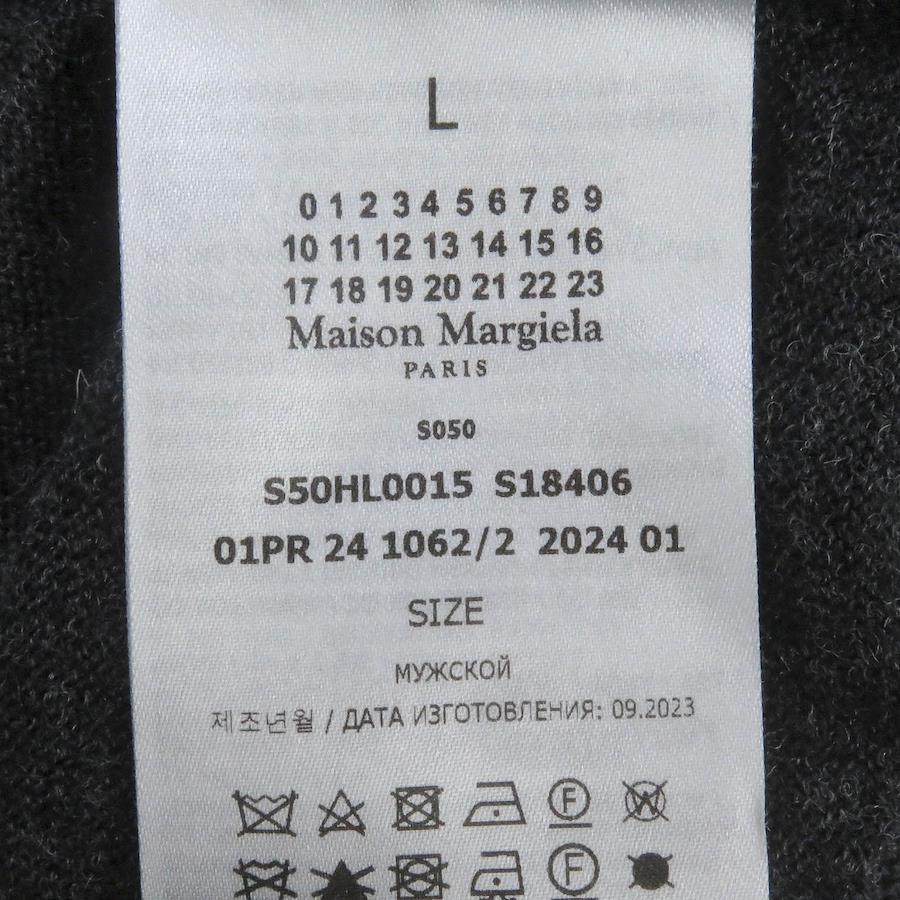 L
0 1 2 3 4 5 6 7 8 9
10 11 12 13 14 15 16
17 18 19 20 21 22 23
Maison Margiela
PARIS
S050
S50HL0015 S18406
01PR 24 1062/2 2024 01
SIZE
МУЖСКОЙ
제조년월 / ДАТА ИЗГОТОВЛЕНИЯ: 09.2023
F W
F